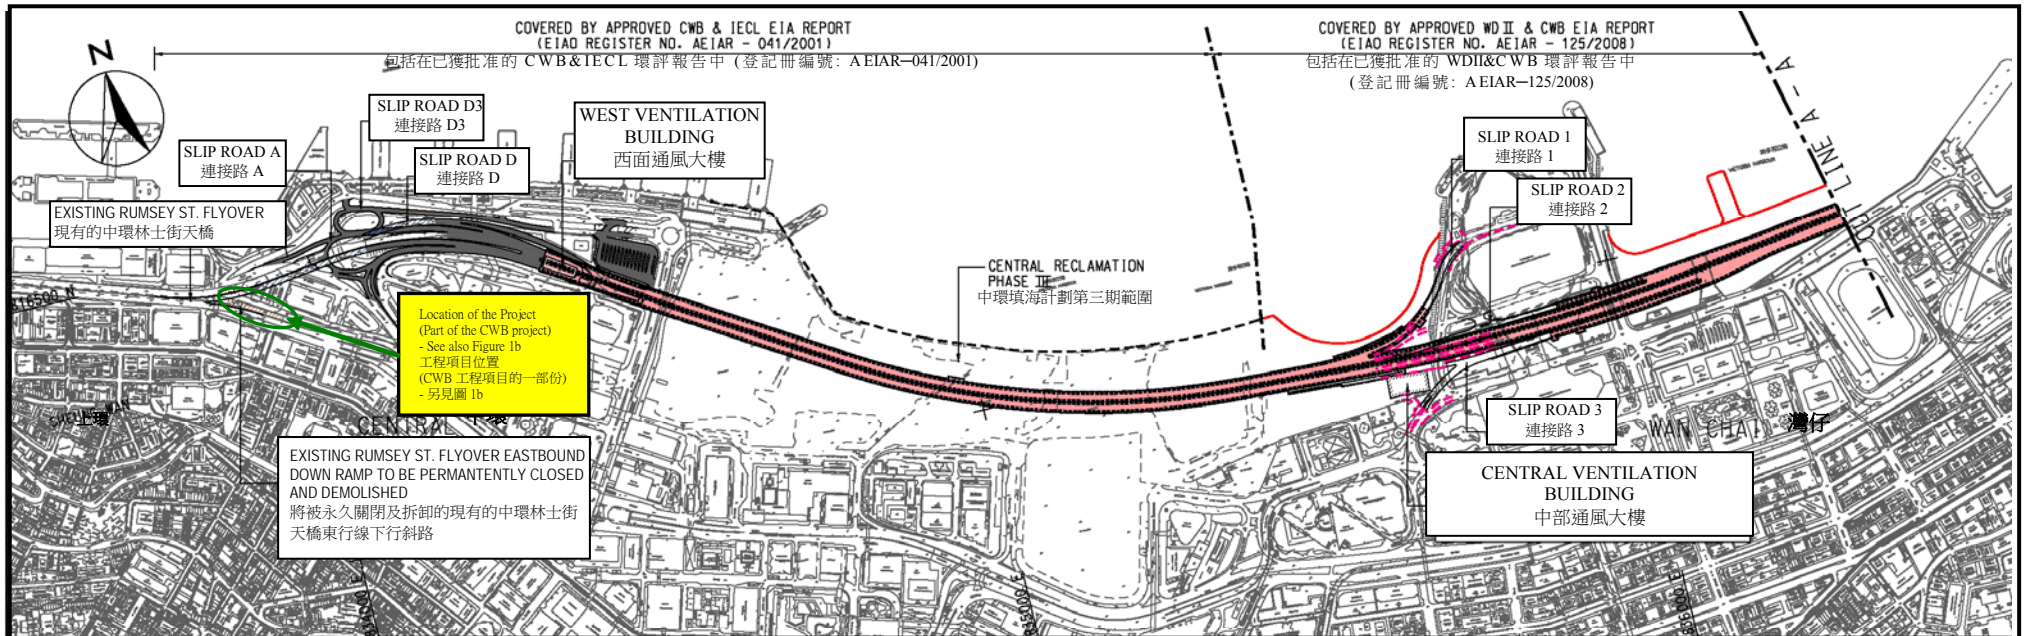 COVERED BY APPROVED CWB & IECL EIA REPORT
(EIAO REGISTER NO. AEIAR - 041/2001)
包括在已獲批准的 CWB&IECL 環評報告中 (登記冊編號: AEIAR─041/2001)
COVERED BY APPROVED WDII & CWB EIA REPORT
(EIAO REGISTER NO. AEIAR - 125/2008)
包括在已獲批准的 WDII&CWB 環評報告中
(登記冊編號: AEIAR─125/2008)
N
SLIP ROAD D3
連接路 D3
SLIP ROAD A
連接路 A
SLIP ROAD D
連接路 D
WEST VENTILATION
BUILDING
西面通風大樓
SLIP ROAD 1
連接路 1
SLIP ROAD 2
連接路 2
LINE A - A
EXISTING RUMSEY ST. FLYOVER
現有的中環林士街天橋
CENTRAL RECLAMATION
PHASE III
中環填海計劃第三期範圍
816500 N
Location of the Project
(Part of the CWB project)
- See also Figure 1b
工程項目位置
(CWB 工程項目的一部份)
- 另見圖 1b
SHEUNG WAN
上環
CENTRAL
中環
SLIP ROAD 3
連接路 3
WAN CHAI
灣仔
EXISTING RUMSEY ST. FLYOVER EASTBOUND
DOWN RAMP TO BE PERMANTENTLY CLOSED
AND DEMOLISHED
將被永久關閉及拆卸的現有的中環林士街
天橋東行線下行斜路
CENTRAL VENTILATION
BUILDING
中部通風大樓
834000 E
835000 E
836000 E